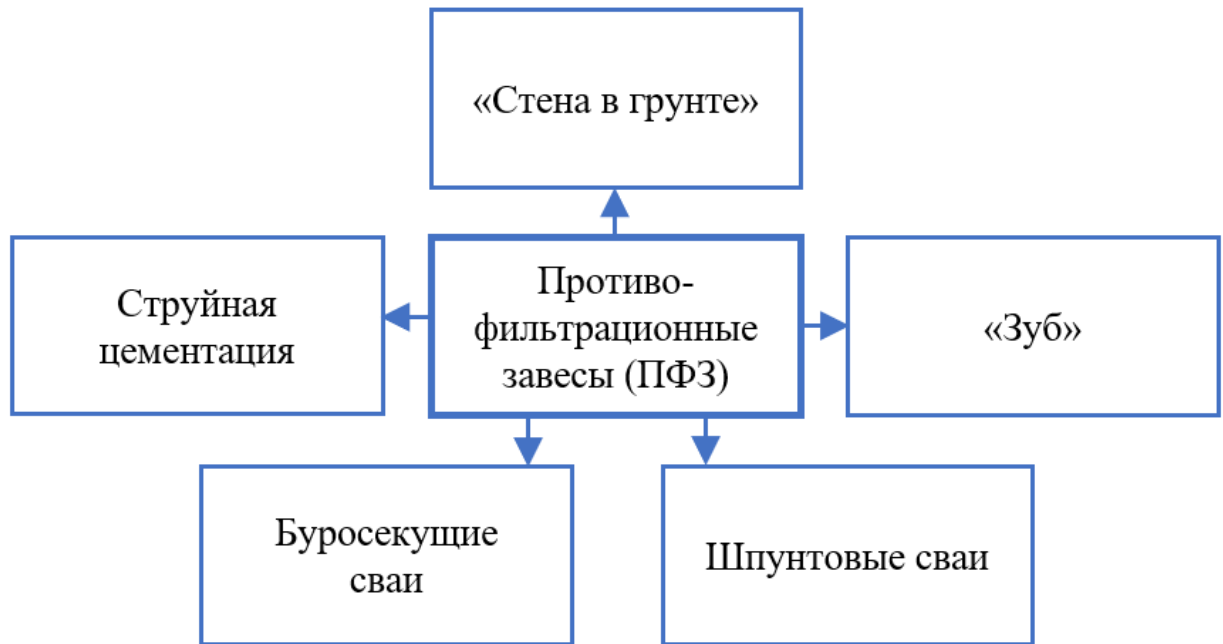 «Стена в грунте»
Струйная
цементация
Противо-
фильтрационные
завесы (ПФЗ)
«Зуб»
Буросекущие
сваи
Шпунтовые сваи